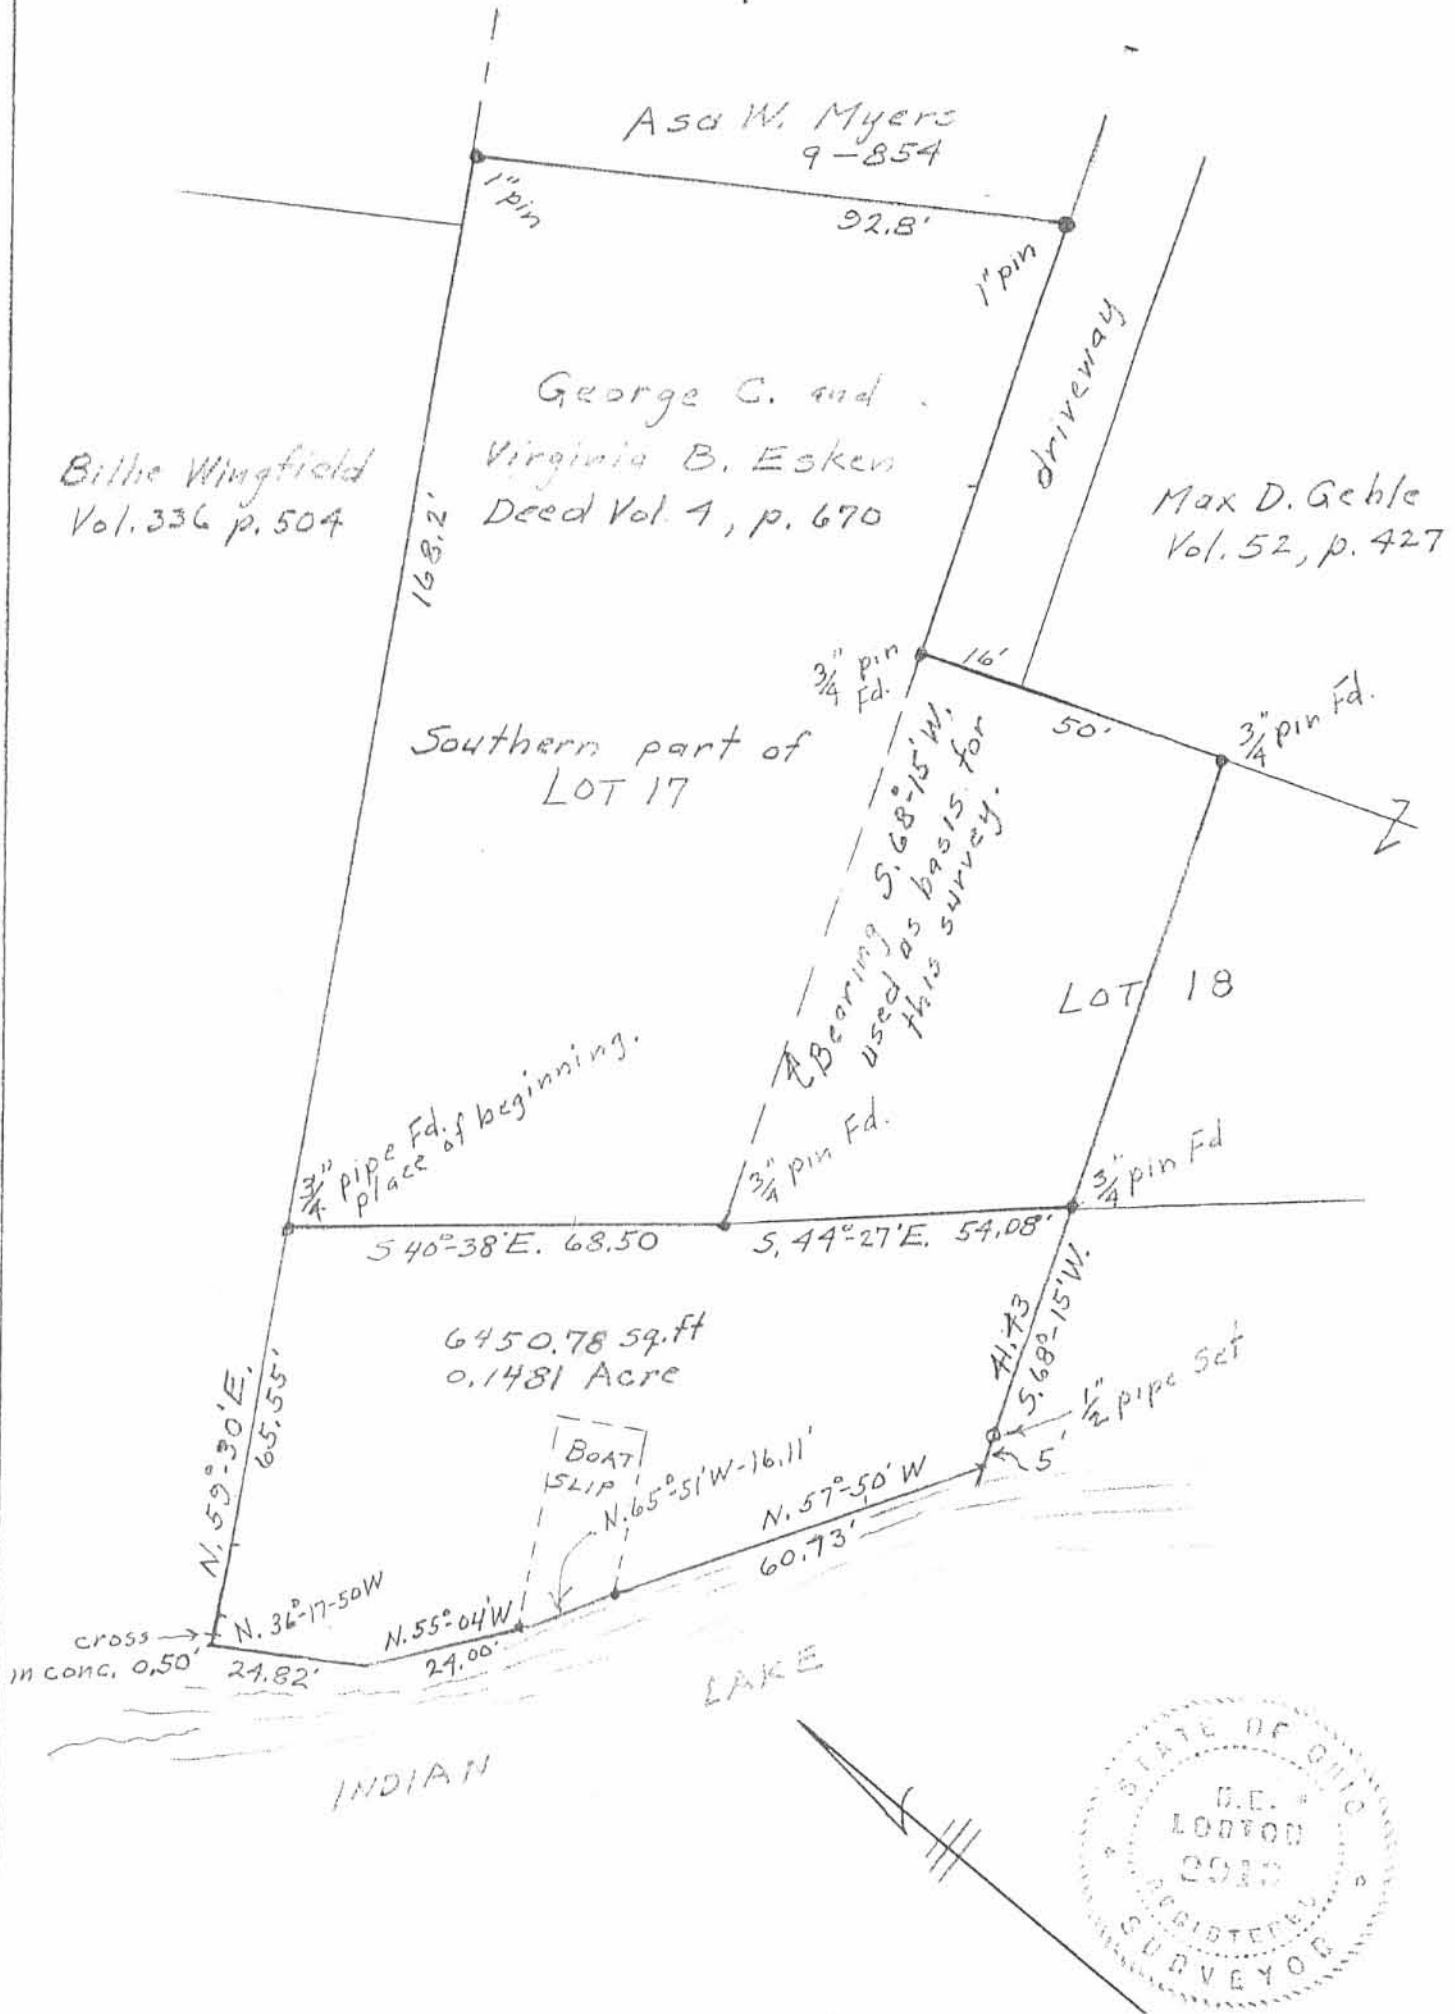 Asa W. Myers
9-854
1" pin
92.8'
1" pin
driveway
George C. and
Virginia B. Esken
Deed Vol. 4, p. 670
Billie Wingfield
Vol. 336 p. 504
168.2'
Max D. Gehle
Vol. 52, p. 427
3/4" pin
Fd.
16'
50'
3/4" pin Fd.
Southern part of
LOT 17
Bearing S. 68°-15' W.
used as basis for
this survey.
LOT 18
3/4" pipe Fd.
place of beginning.
3/4" pin Fd.
3/4" pin Fd
S 40°-38' E. 68.50
S. 44°-27' E. 54.08'
6450.78 sq.ft
0.1481 Acre
41.43
S. 68°-15' W.
1/2" pipe set
5'
N. 59°-30' E.
65.55'
BOAT
SLIP
N. 65°-51' W-16.11'
N. 57°-50' W
60.73'
cross
in conc. 0.50'
N. 36°-17-50W
24.82'
N. 55°-04' W
24.00'
INDIAN
LAKE
STATE OF OHIO
REGISTERED
SURVEYOR